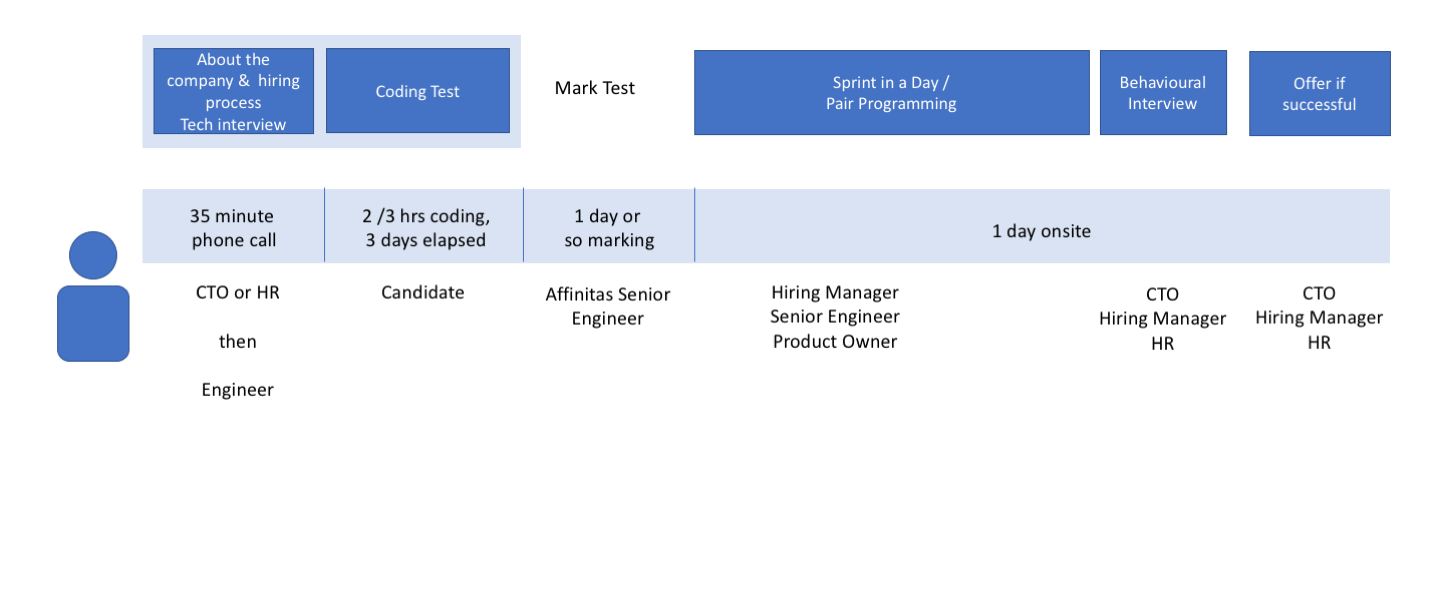 About the
company & hiring
process
Tech interview
Coding Test
Mark Test
Sprint in a Day /
Pair Programming
Behavioural
Interview
Offer if
successful
35 minute
phone call
2 /3 hrs coding,
3 days elapsed
1 day or
so marking
1 day onsite
CTO or HR
then
Engineer
Candidate
Affinitas Senior
Engineer
Hiring Manager
Senior Engineer
Product Owner
CTO
Hiring Manager
HR
CTO
Hiring Manager
HR